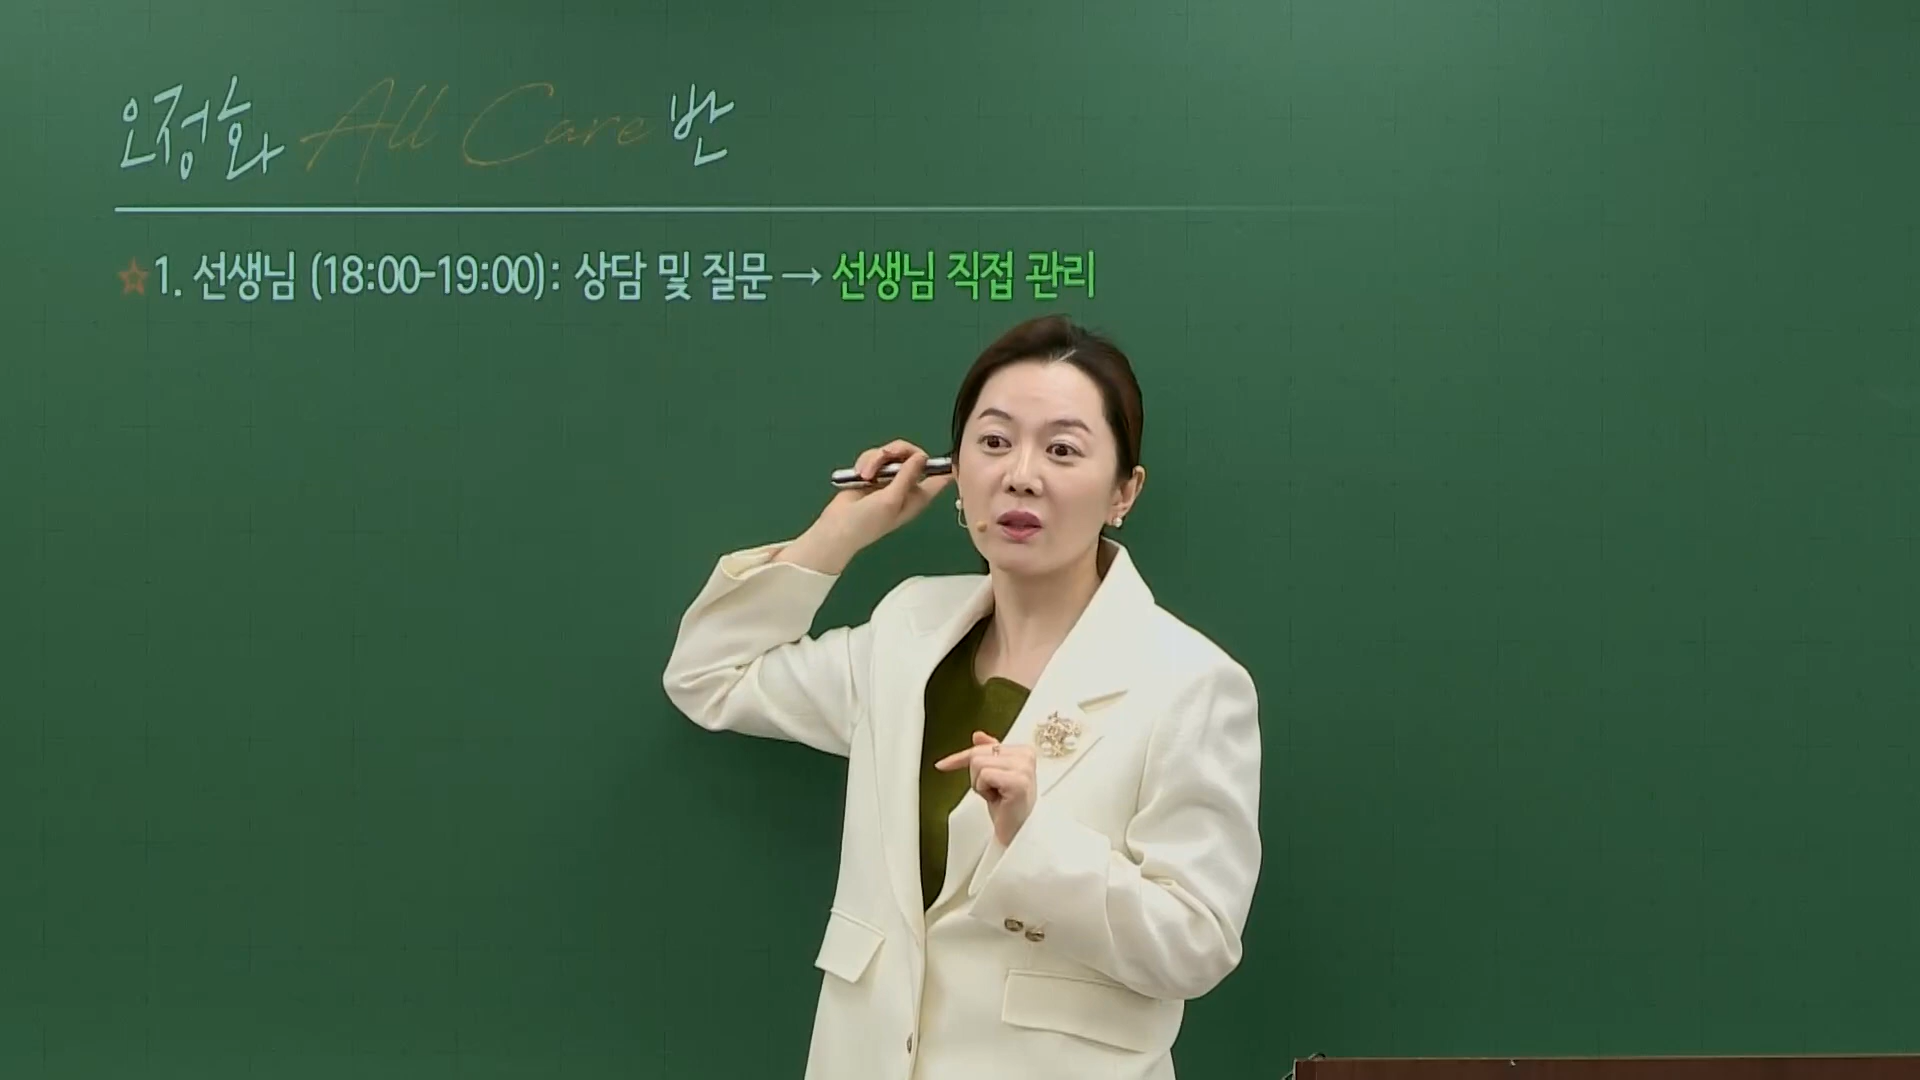 오정화 All Care 반
☆1. 선생님 (18:00-19:00): 상담 및 질문 → 선생님 직접 관리